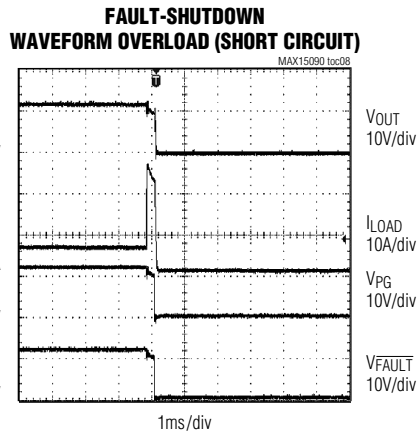 FAULT-SHUTDOWN
WAVEFORM OVERLOAD (SHORT CIRCUIT)
MAX15090 toc08
VOUT
10V/div
ILOAD
10A/div
VPG
10V/div
VFAULT
10V/div
1ms/div